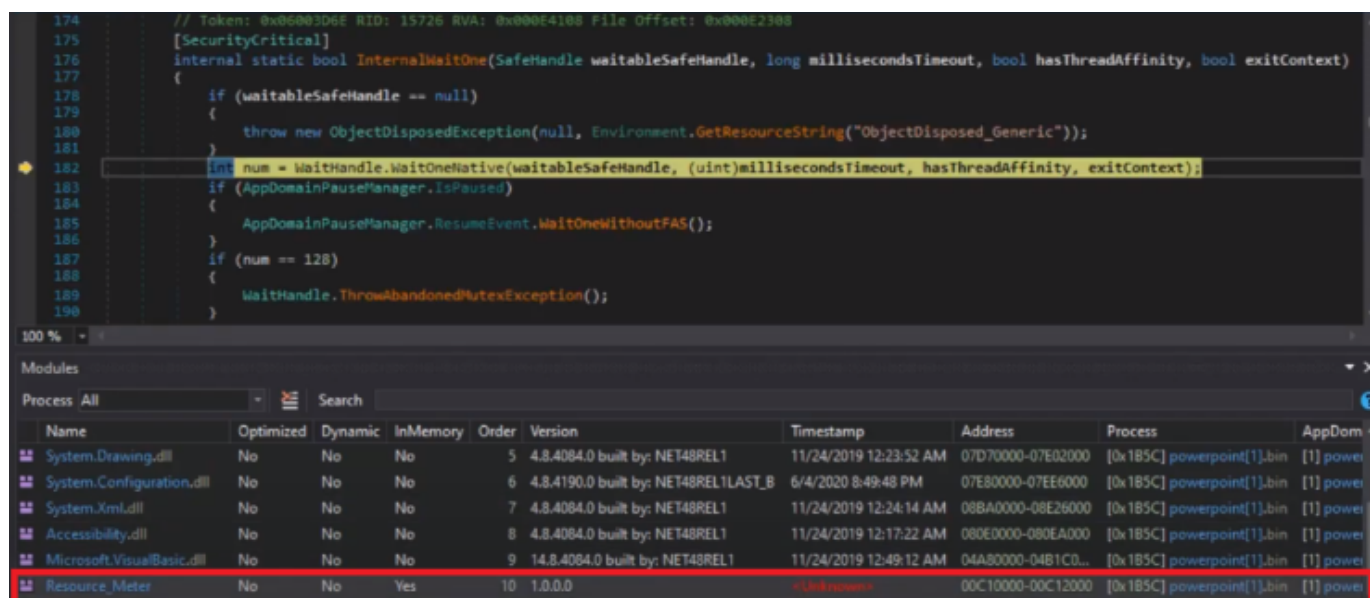 174 // Token: 0x06003D6E RID: 15726 RVA: 0x000E4108 File Offset: 0x000E2308
175 [SecurityCritical]
176 internal static bool InternalWaitOne(SafeHandle waitableSafeHandle, long millisecondsTimeout, bool hasThreadAffinity, bool exitContext)
177 {
178 if (waitableSafeHandle == null)
179 {
180 throw new ObjectDisposedException(null, Environment.GetResourceString("ObjectDisposed_Generic"));
181 }
182 int num = WaitHandle.WaitOneNative(waitableSafeHandle, (uint)millisecondsTimeout, hasThreadAffinity, exitContext);
183 if (AppDomainPauseManager.IsPaused)
184 {
185 AppDomainPauseManager.ResumeEvent.WaitOneWithoutFAS();
186 }
187 if (num == 128)
188 {
189 WaitHandle.ThrowAbandonedMutexException();
190 }
100 %
Modules
Process All Search
Name Optimized Dynamic InMemory Order Version Timestamp Address Process AppDom
System.Drawing.dll No No No 5 4.8.4084.0 built by: NET48REL1 11/24/2019 12:23:52 AM 07D70000-07E02000 [0x1B5C] powerpoint[1].bin [1] power
System.Configuration.dll No No No 6 4.8.4190.0 built by: NET48REL1LAST_B 6/4/2020 8:49:48 PM 07E80000-07EE6000 [0x1B5C] powerpoint[1].bin [1] power
System.Xml.dll No No No 7 4.8.4084.0 built by: NET48REL1 11/24/2019 12:24:14 AM 08BA0000-08E26000 [0x1B5C] powerpoint[1].bin [1] power
Accessibility.dll No No No 8 4.8.4084.0 built by: NET48REL1 11/24/2019 12:17:22 AM 080E0000-080EA000 [0x1B5C] powerpoint[1].bin [1] power
Microsoft.VisualBasic.dll No No No 9 14.8.4084.0 built by: NET48REL1 11/24/2019 12:49:12 AM 04A80000-04B1C0... [0x1B5C] powerpoint[1].bin [1] power
Resource_Meter No No Yes 10 1.0.0.0 <Unknown> 00C10000-00C12000 [0x1B5C] powerpoint[1].bin [1] power